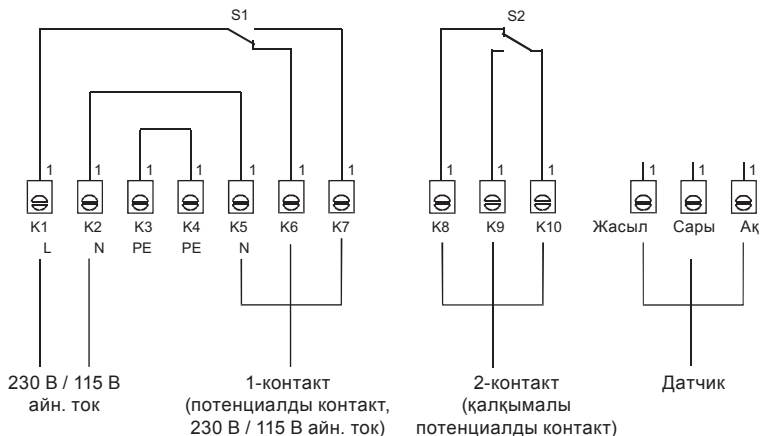 S1 S2
1 1 1 1 1 1 1 1 1 1 1 1 1
K1 K2 K3 K4 K5 K6 K7 K8 K9 K10 Жасыл Сары Ақ
L N PE PE N
230 В / 115 В 1-контакт 2-контакт Датчик
айн. ток (потенциалды контакт, (қалқымалы
230 В / 115 В айн. ток) потенциалды контакт)